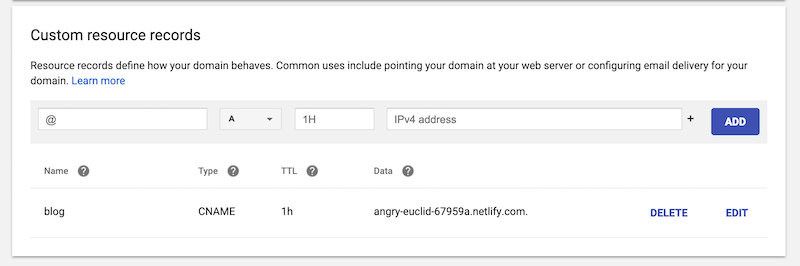 Custom resource records
Resource records define how your domain behaves. Common uses include pointing your domain at your web server or configuring email delivery for your
domain. Learn more
@ A 1H IPv4 address + ADD
Name ? Type ? TTL ? Data ?
blog CNAME 1h angry-euclid-67959a.netlify.com. DELETE EDIT